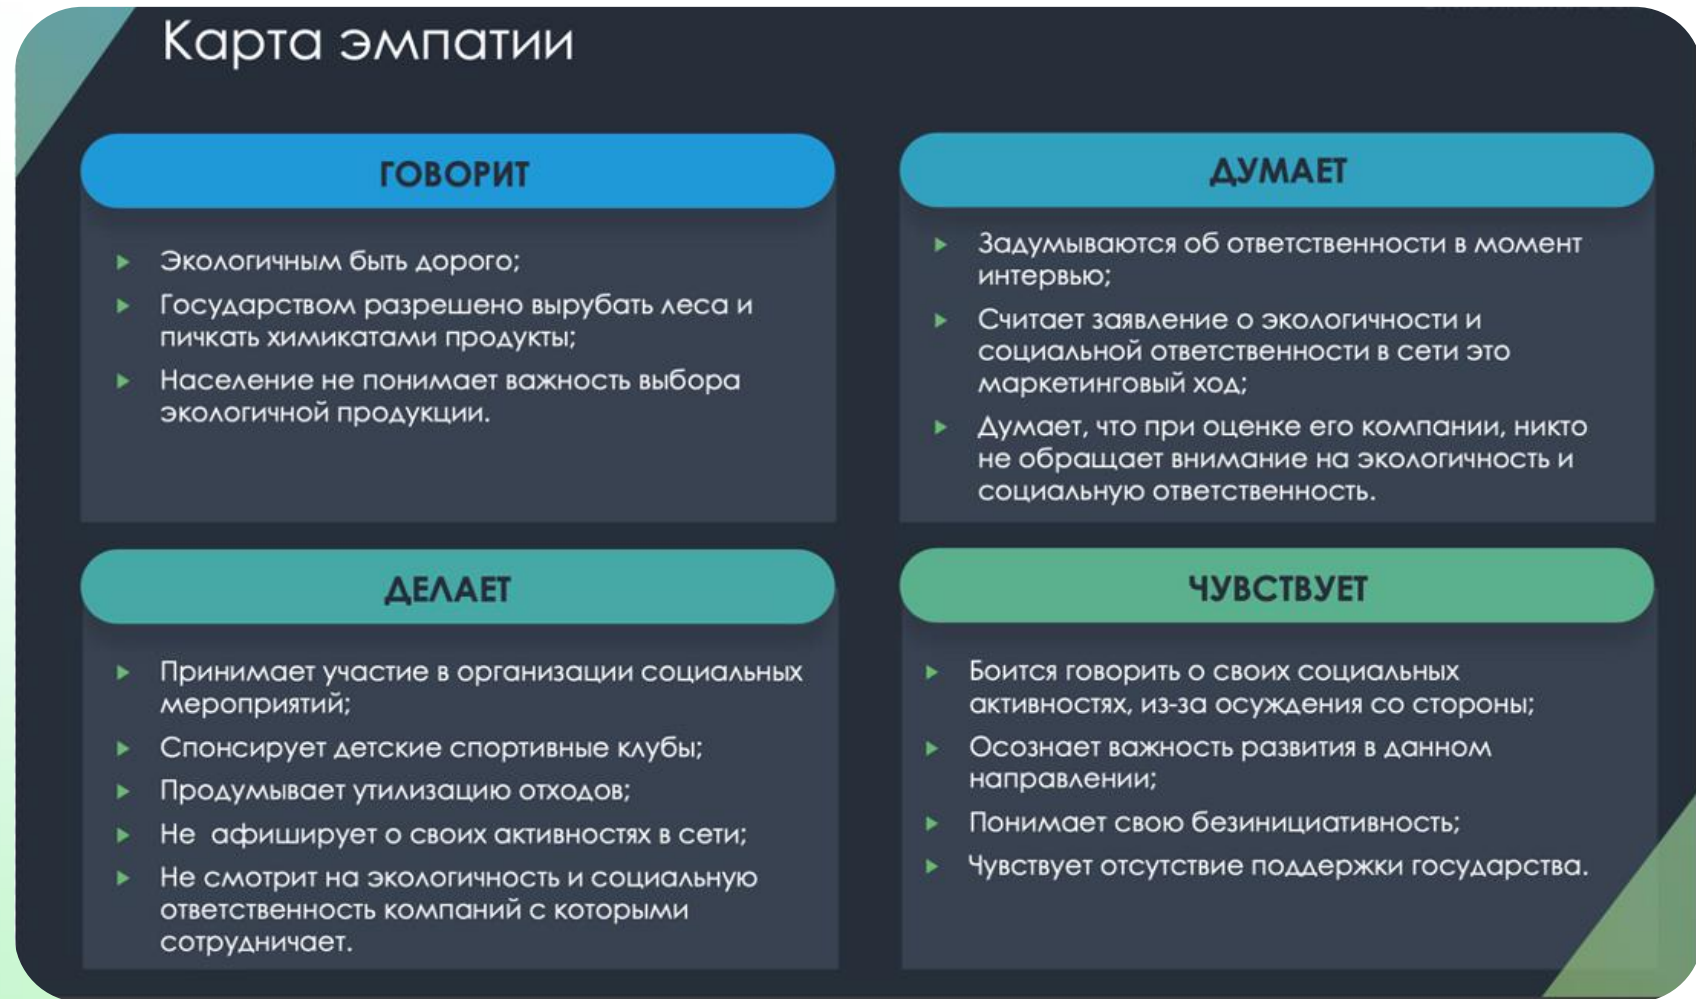 Карта эмпатии
ГОВОРИТ
Экологичным быть дорого;
Государством разрешено вырубать леса и
пичкать химикатами продукты;
Население не понимает важность выбора
экологичной продукции.
ДУМАЕТ
Задумываются об ответственности в момент
интервью;
Считает заявление о экологичности и
социальной ответственности в сети это
маркетинговый ход;
Думает, что при оценке его компании, никто
не обращает внимание на экологичность и
социальную ответственность.
ДЕЛАЕТ
Принимает участие в организации социальных
мероприятий;
Спонсирует детские спортивные клубы;
Продумывает утилизацию отходов;
Не афиширует о своих активностях в сети;
Не смотрит на экологичность и социальную
ответственность компаний с которыми
сотрудничает.
ЧУВСТВУЕТ
Боится говорить о своих социальных
активностях, из-за осуждения со стороны;
Осознает важность развития в данном
направлении;
Понимает свою безинициативность;
Чувствует отсутствие поддержки государства.